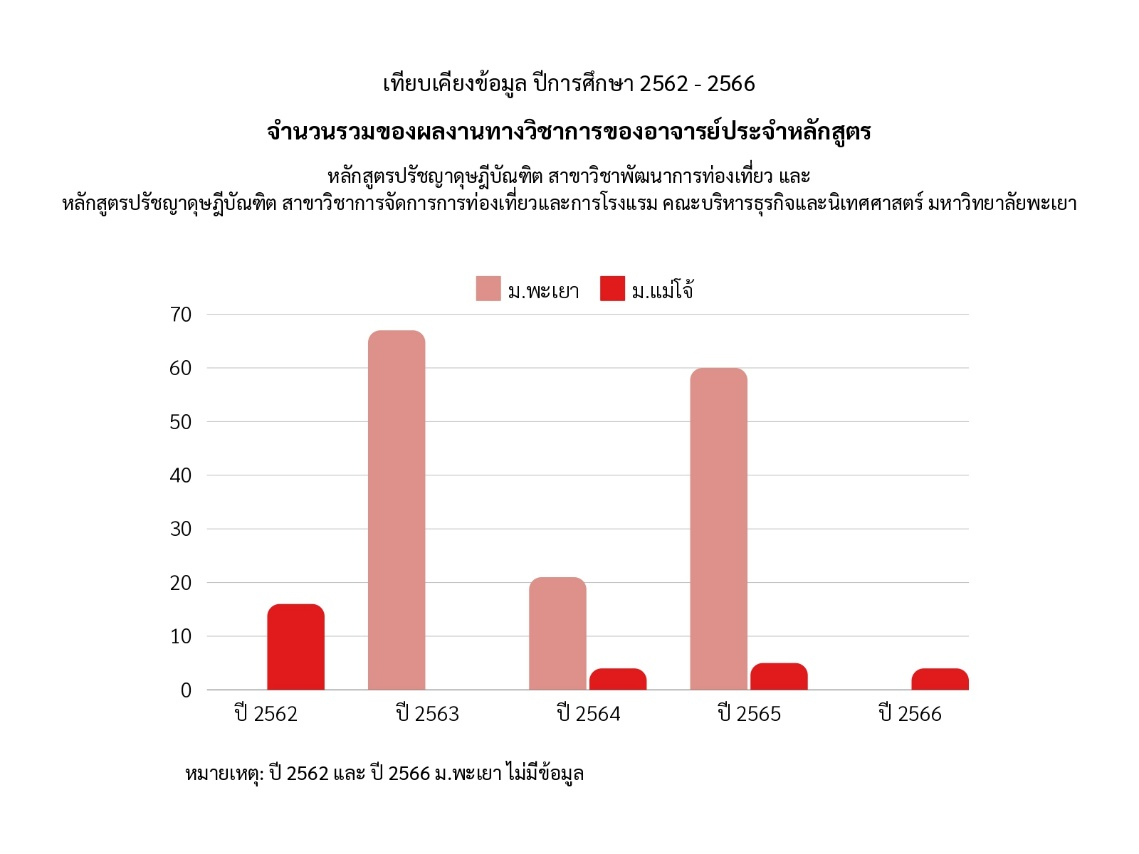 เทียบเคียงข้อมูล ปีการศึกษา 2562 - 2566
จำนวนรวมของผลงานทางวิชาการของอาจารย์ประจำหลักสูตร
หลักสูตรปรัชญาดุษฎีบัณฑิต สาขาวิชาพัฒนาการท่องเที่ยว และ
หลักสูตรปรัชญาดุษฎีบัณฑิต สาขาวิชาการจัดการการท่องเที่ยวและการโรงแรม คณะบริหารธุรกิจและนิเทศศาสตร์ มหาวิทยาลัยพะเยา
ม.พะเยา ม.แม่โจ้
70
60
50
40
30
20
10
0
ปี 2562 ปี 2563 ปี 2564 ปี 2565 ปี 2566
หมายเหตุ: ปี 2562 และ ปี 2566 ม.พะเยา ไม่มีข้อมูล